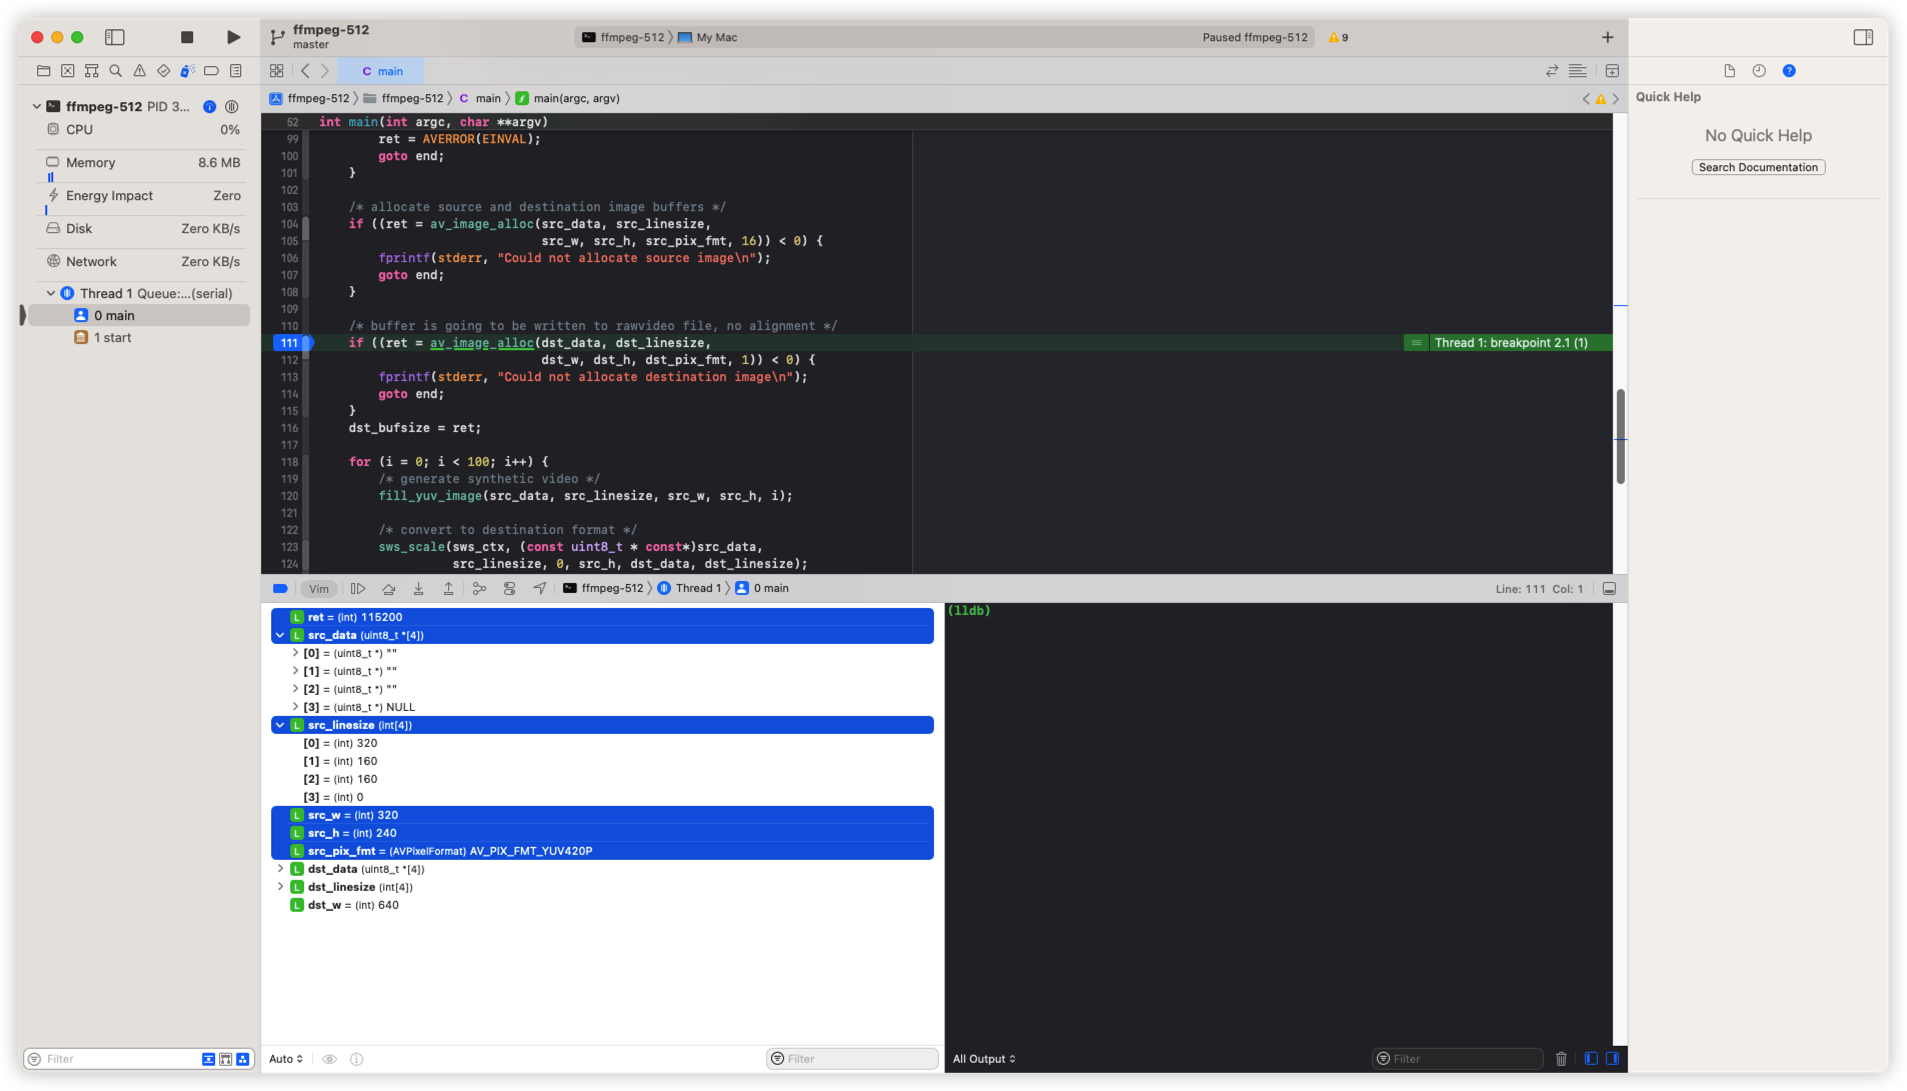 ffmpeg-512
master
ffmpeg-512
My Mac
Paused ffmpeg-512
9
C main
ffmpeg-512
ffmpeg-512
C main
main(argc, argv)
Quick Help
No Quick Help
Search Documentation
ffmpeg-512 PID 3...
CPU 0%
Memory 8.6 MB
Energy Impact Zero
Disk Zero KB/s
Network Zero KB/s
Thread 1 Queue:...(serial)
0 main
1 start
52 int main(int argc, char **argv)
99 ret = AVERROR(EINVAL);
100 goto end;
101 }
102
103 /* allocate source and destination image buffers */
104 if ((ret = av_image_alloc(src_data, src_linesize,
105 src_w, src_h, src_pix_fmt, 16)) < 0) {
106 fprintf(stderr, "Could not allocate source image\n");
107 goto end;
108 }
109
110 /* buffer is going to be written to rawvideo file, no alignment */
111 if ((ret = av_image_alloc(dst_data, dst_linesize, Thread 1: breakpoint 2.1 (1)
112 dst_w, dst_h, dst_pix_fmt, 1)) < 0) {
113 fprintf(stderr, "Could not allocate destination image\n");
114 goto end;
115 }
116 dst_bufsize = ret;
117
118 for (i = 0; i < 100; i++) {
119 /* generate synthetic video */
120 fill_yuv_image(src_data, src_linesize, src_w, src_h, i);
121
122 /* convert to destination format */
123 sws_scale(sws_ctx, (const uint8_t * const*)src_data,
124 src_linesize, 0, src_h, dst_data, dst_linesize);
Vim
ffmpeg-512
Thread 1
0 main
Line: 111 Col: 1
L ret = (int) 115200
L src_data (uint8_t *[4])
[0] = (uint8_t *) ""
[1] = (uint8_t *) ""
[2] = (uint8_t *) ""
[3] = (uint8_t *) NULL
L src_linesize (int[4])
[0] = (int) 320
[1] = (int) 160
[2] = (int) 160
[3] = (int) 0
L src_w = (int) 320
L src_h = (int) 240
L src_pix_fmt = (AVPixelFormat) AV_PIX_FMT_YUV420P
L dst_data (uint8_t *[4])
L dst_linesize (int[4])
L dst_w = (int) 640
(lldb)
Filter
Auto
Filter
All Output
Filter